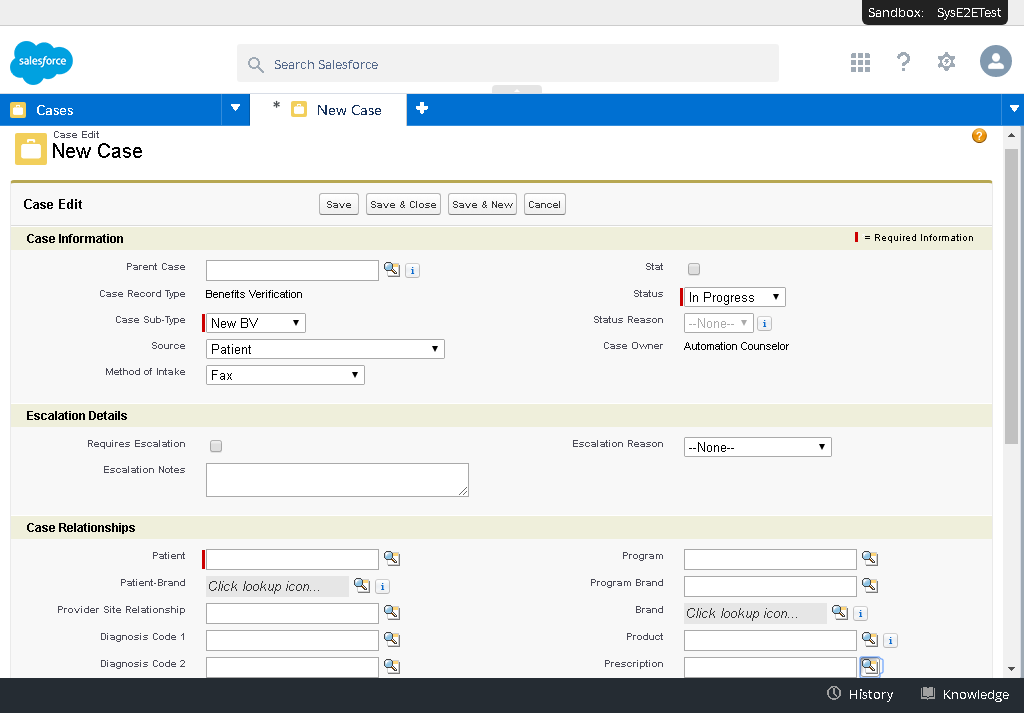 Sandbox: SysE2ETest
salesforce
Search Salesforce
?
Cases
* New Case
Case Edit
New Case
?
Case Edit
Save
Save & Close
Save & New
Cancel
Case Information
= Required Information
Parent Case
i
Stat
Case Record Type
Benefits Verification
Status
In Progress
Case Sub-Type
New BV
Status Reason
--None--
i
Source
Patient
Case Owner
Automation Counselor
Method of Intake
Fax
Escalation Details
Requires Escalation
Escalation Reason
--None--
Escalation Notes
Case Relationships
Patient
Program
Patient-Brand
Click lookup icon...
i
Program Brand
Provider Site Relationship
Brand
Click lookup icon...
i
Diagnosis Code 1
Product
i
Diagnosis Code 2
Prescription
History
Knowledge